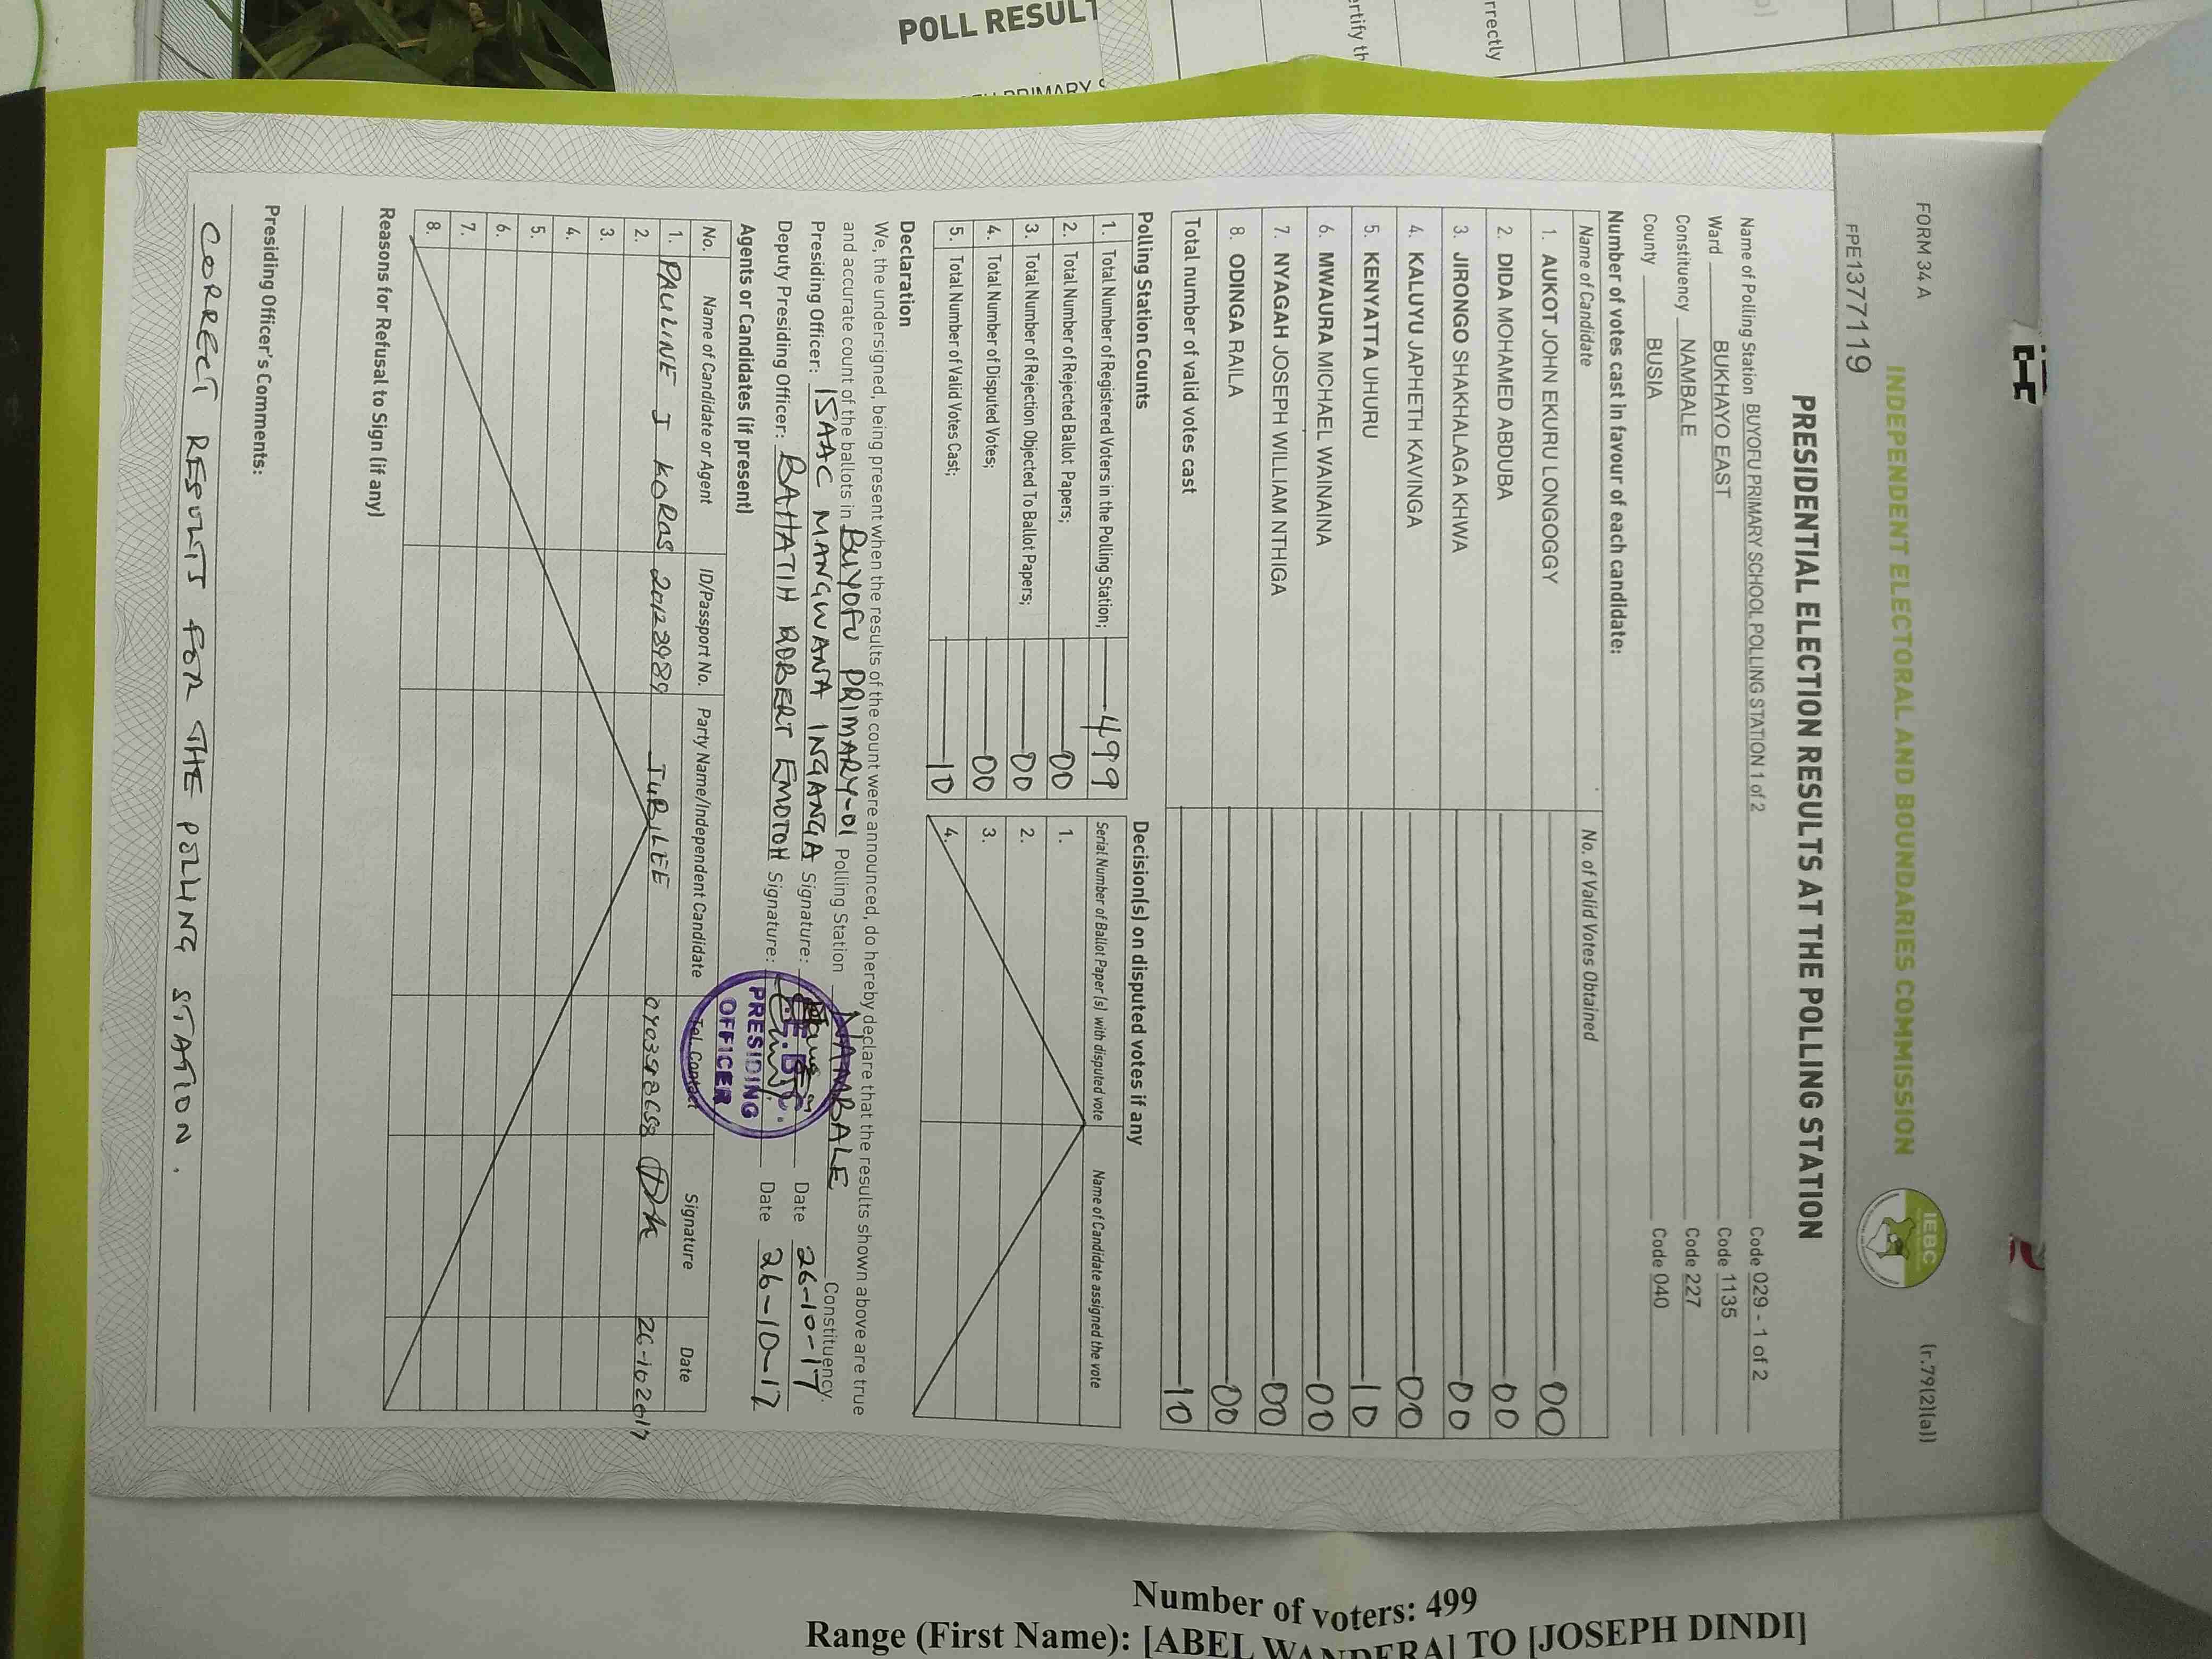 FORM 34 A
(r.79(2)(a))
INDEPENDENT ELECTORAL AND BOUNDARIES COMMISSION
IEBC
FPE1377119
PRESIDENTIAL ELECTION RESULTS AT THE POLLING STATION
Name of Polling Station BUYOFU PRIMARY SCHOOL POLLING STATION 1 of 2 Code 029 - 1 of 2
Ward BUKHAYO EAST Code 1135
Constituency NAMBALE Code 227
County BUSIA Code 040
Number of votes cast in favour of each candidate:
Name of Candidate No. of Valid Votes Obtained
1. AUKOT JOHN EKURU LONGOGGY 00
2. DIDA MOHAMED ABDUBA 00
3. JIRONGO SHAKHALAGA KHWA 00
4. KALUYU JAPHETH KAVINGA 00
5. KENYATTA UHURU 10
6. MWAURA MICHAEL WAINAINA 00
7. NYAGAH JOSEPH WILLIAM NTHIGA 00
8. ODINGA RAILA 00
Total number of valid votes cast 10
Polling Station Counts
1. Total Number of Registered Voters in the Polling Station; 499
2. Total Number of Rejected Ballot Papers; 00
3. Total Number of Rejection Objected To Ballot Papers; 00
4. Total Number of Disputed Votes; 00
5. Total Number of Valid Votes Cast; 10
Decision(s) on disputed votes if any
Serial Number of Ballot Paper (s) with disputed vote Name of Candidate assigned the vote
1.
2.
3.
4.
Declaration
We, the undersigned, being present when the results of the count were announced, do hereby declare that the results shown above are true
and accurate count of the ballots in BUYOFU PRIMARY-01 Polling Station NAMBALE Constituency.
Presiding Officer: ISAAC MANGWANA INGANGA Signature: Date 26-10-17
Deputy Presiding Officer: BAHATIH ROBERT EMOTOH Signature: Date 26-10-17
PRESIDING
OFFICER
Agents or Candidates (if present)
No. Name of Candidate or Agent ID/Passport No. Party Name/Independent Candidate Tel. Contact Signature Date
1. PAULINE I KORAS JUBILEE 26-10 2017
2.
3.
4.
5.
6.
7.
8.
Reasons for Refusal to Sign (if any)
Presiding Officer's Comments:
CORRECT RESULTS FOR THE POLLING STATION.
POLL RESULT
PRIMARY
rrectly
Number of voters: 499
Range (First Name): [ABEL WANDERA] TO [JOSEPH DINDI]